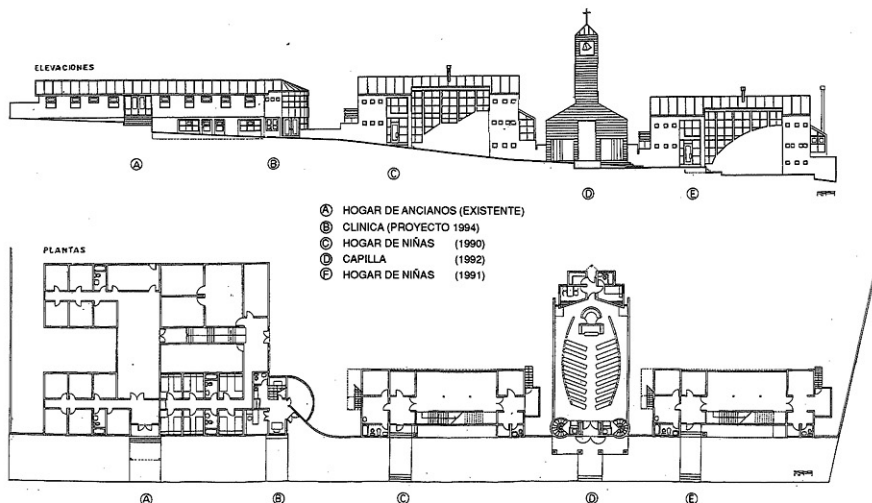 ELEVACIONES
A
B
C
D
E
A HOGAR DE ANCIANOS (EXISTENTE)
B CLINICA (PROYECTO 1994)
C HOGAR DE NIÑAS (1990)
D CAPILLA (1992)
F HOGAR DE NIÑAS (1991)
PLANTAS
A
B
C
D
E